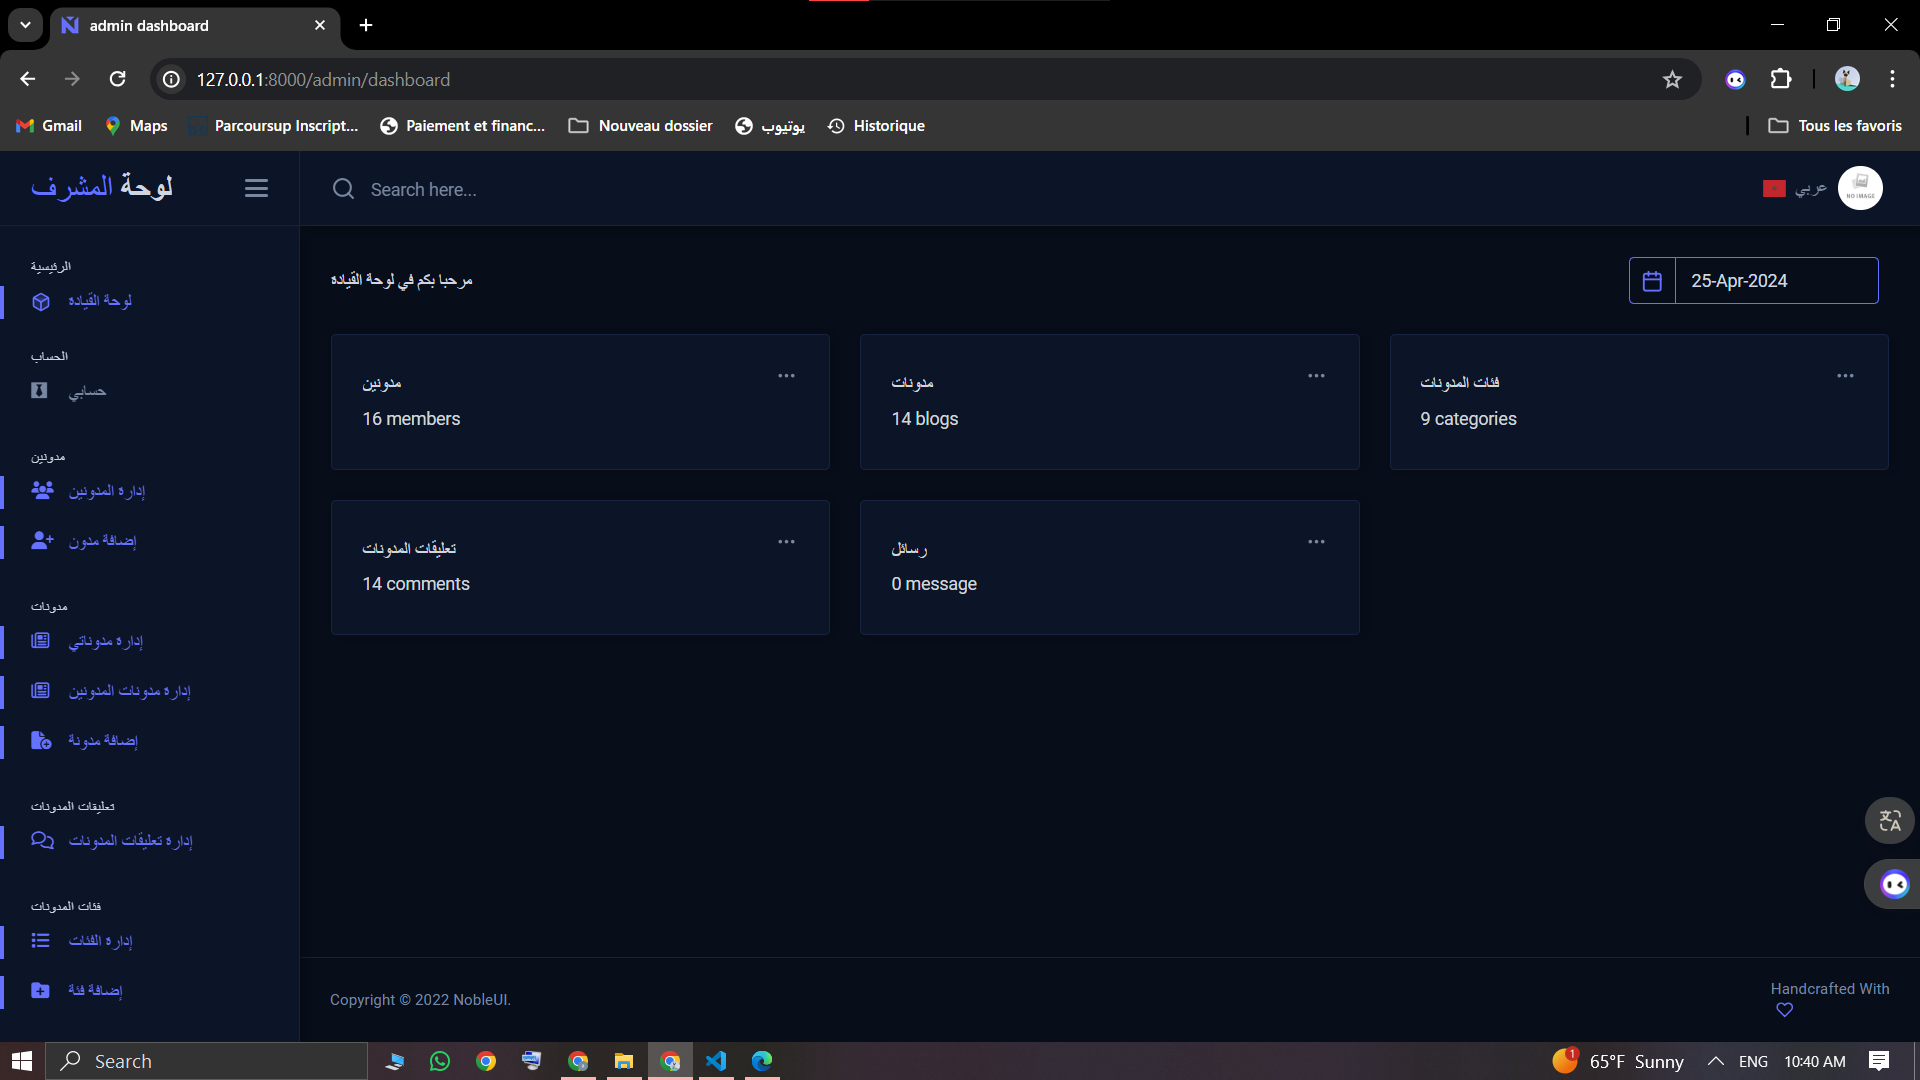 admin dashboard
127.0.0.1:8000/admin/dashboard
Gmail
Maps
Parcoursup Inscript...
Paiement et financ...
Nouveau dossier
يوتيوب
Historique
Tous les favoris
لوحة المشرف
Search here...
عربي
NO IMAGE
الرئيسية
لوحة القيادة
الحساب
حسابي
مدونين
إدارة المدونين
إضافة مدون
مدونات
إدارة مدوناتي
إدارة مدونات المدونين
إضافة مدونة
تعليقات المدونات
إدارة تعليقات المدونات
فئات المدونات
إدارة الفئات
إضافة فئة
مرحبا بكم في لوحة القيادة
25-Apr-2024
مدونين
16 members
مدونات
14 blogs
فئات المدونات
9 categories
تعليقات المدونات
14 comments
رسائل
0 message
Copyright © 2022 NobleUI.
Handcrafted With
Search
1
65°F Sunny
ENG
10:40 AM